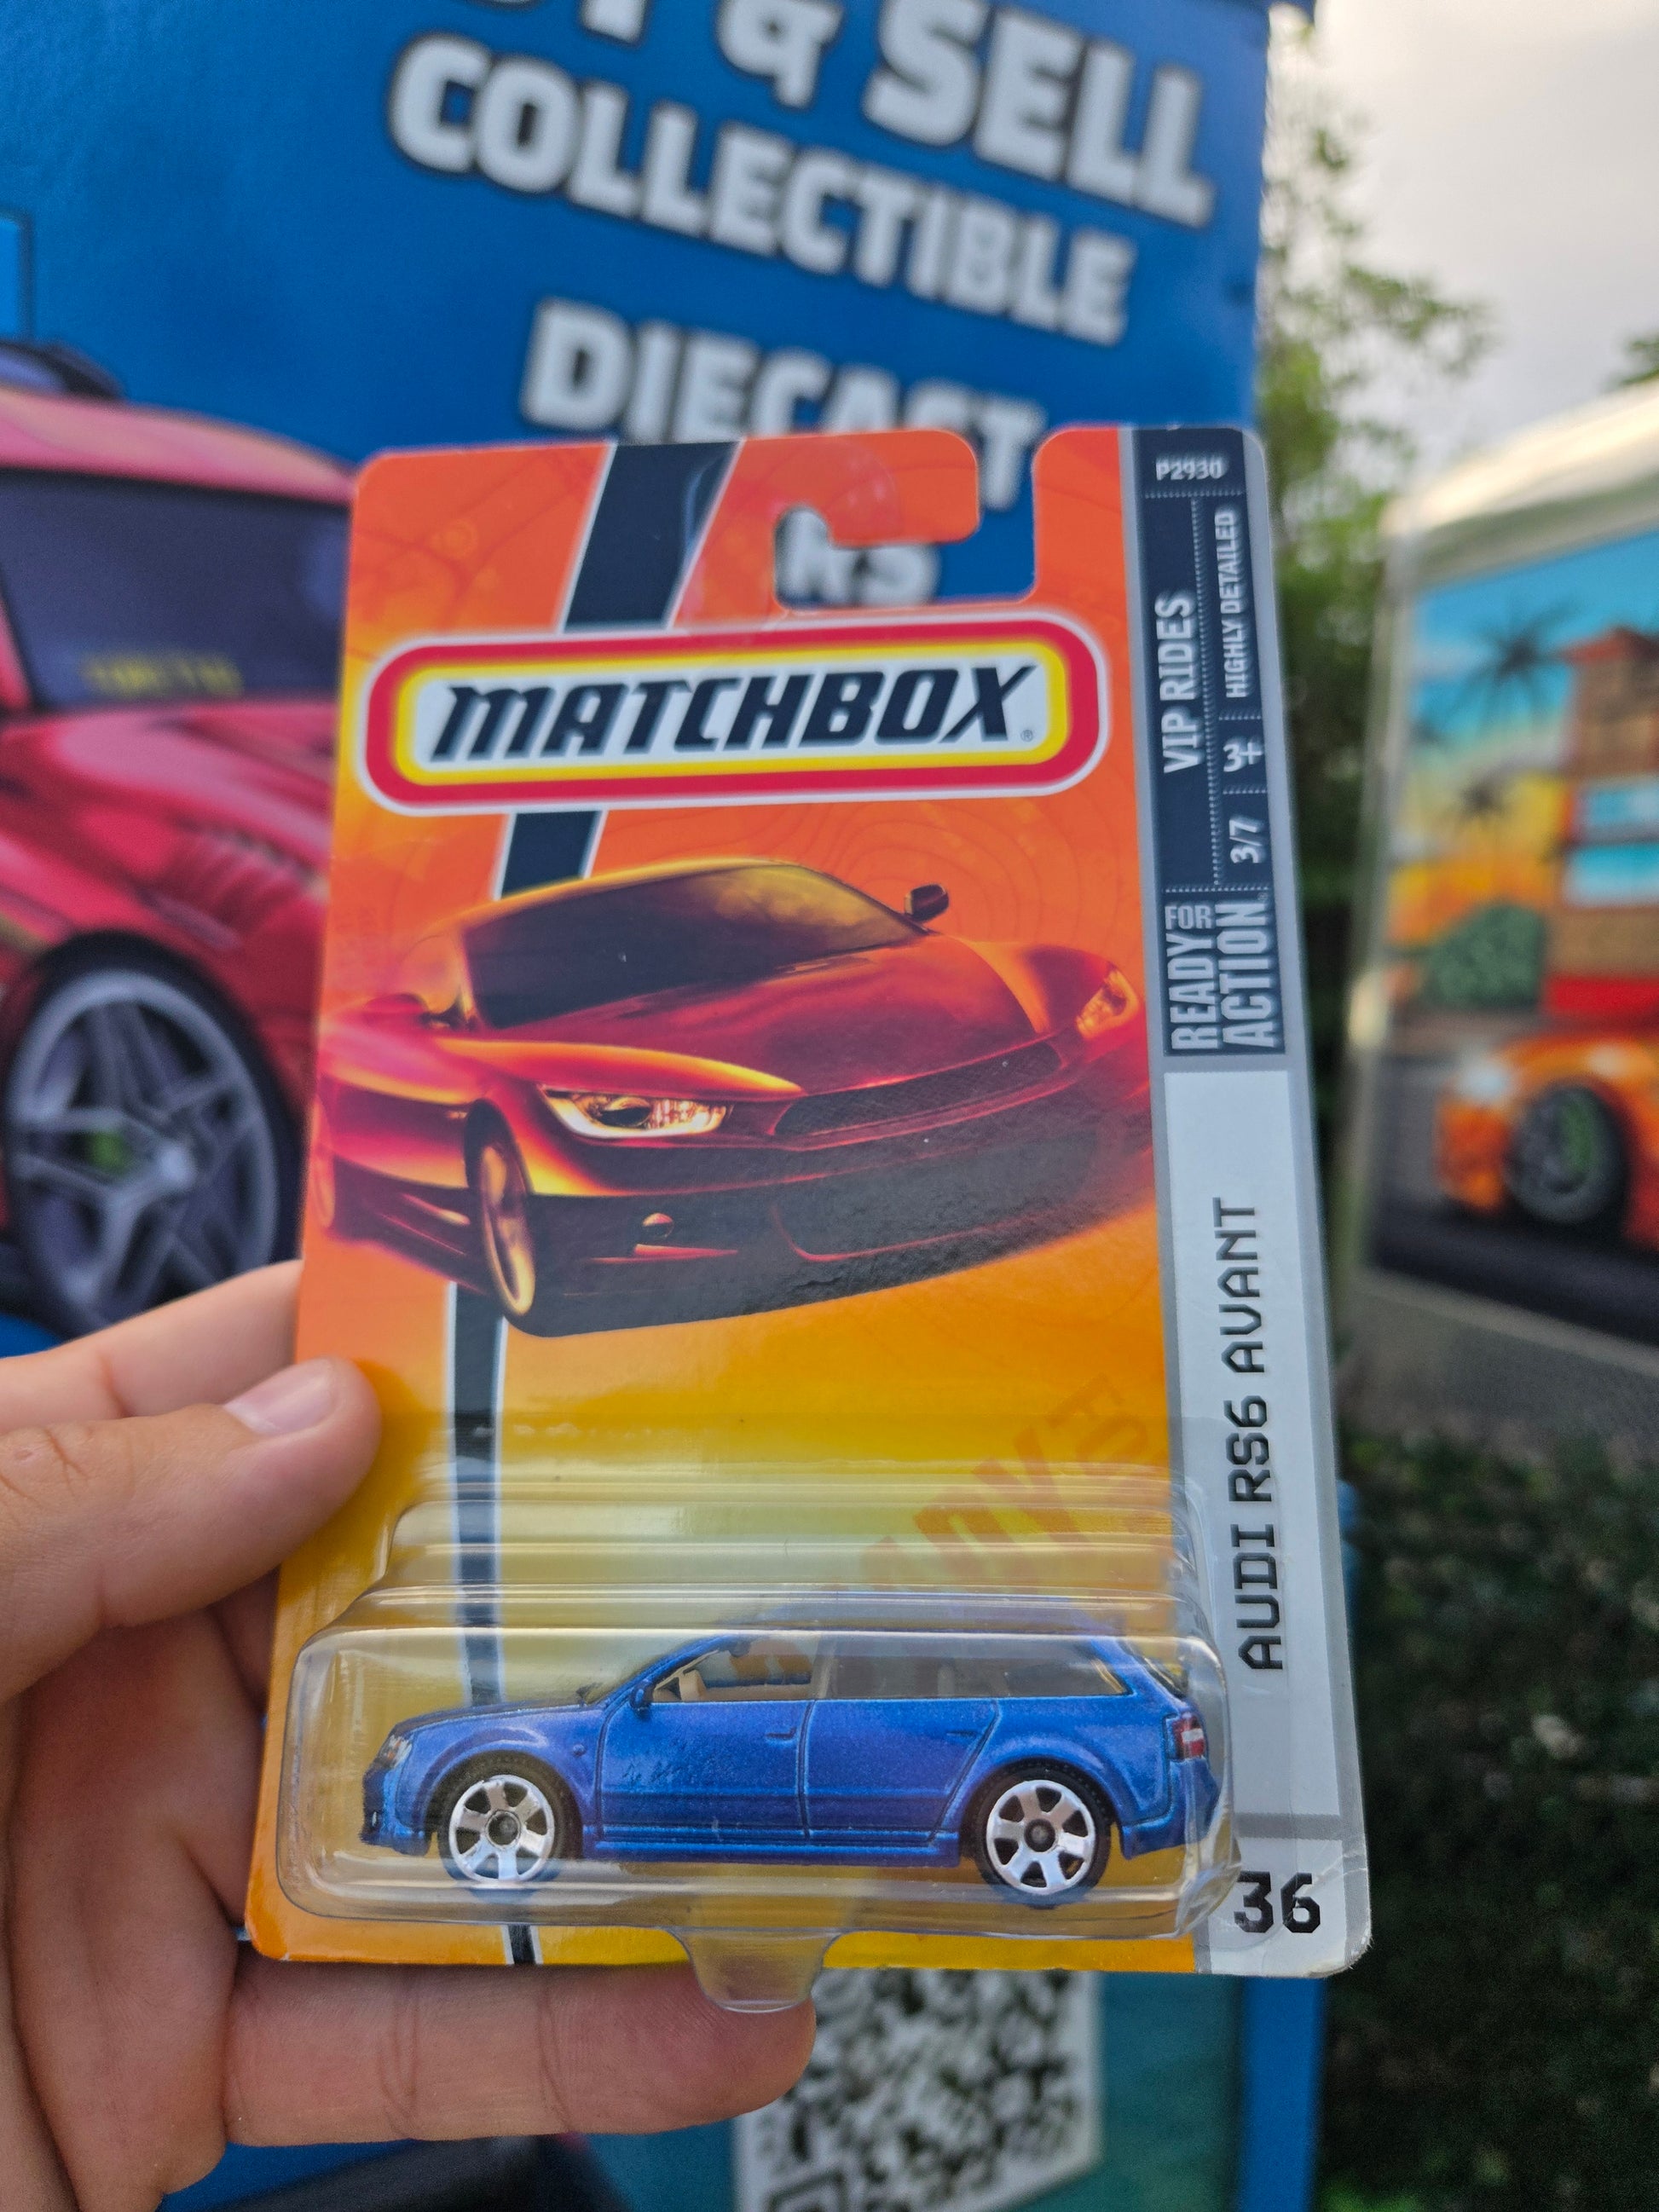 & SELL
COLLECTIBLE
DIECAST
P2930
MATCHBOX®
VIP RIDES
HIGHLY DETAILED
3/7 3+
READY FOR ACTION
AUDI RS6 AVANT
36